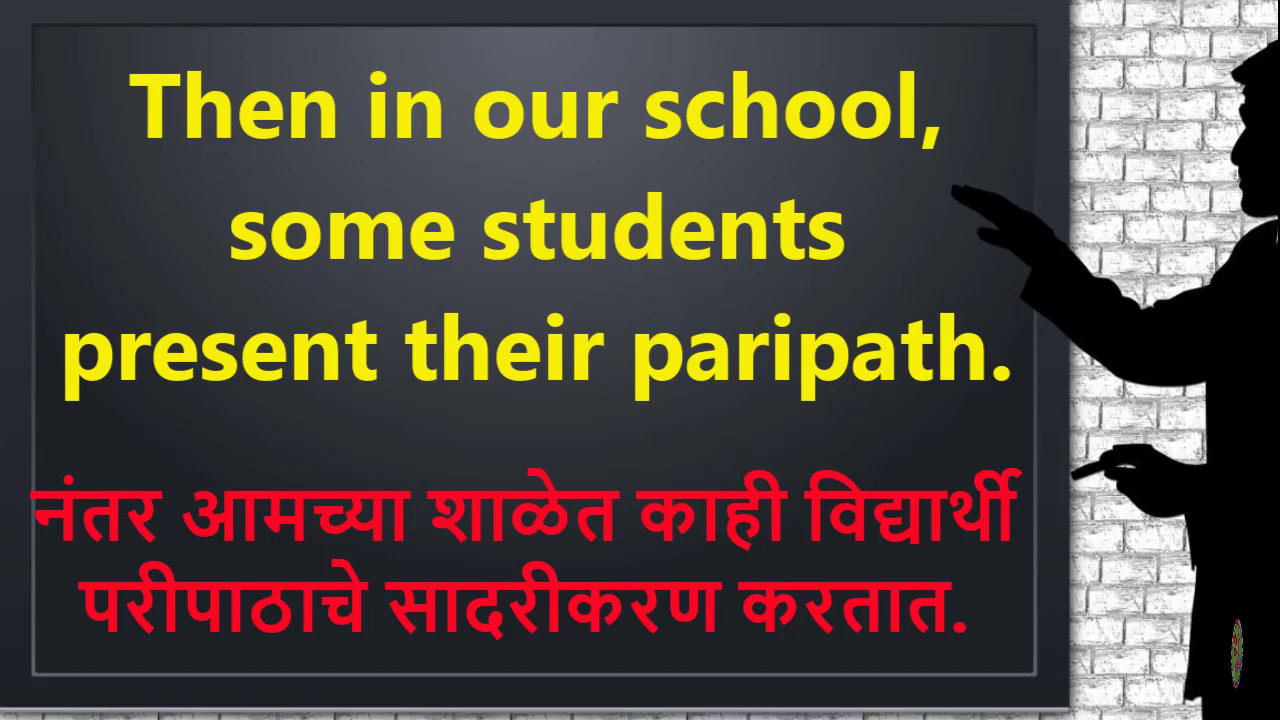 Then in our school,
some students
present their paripath.
नंतर आमच्या शाळेत काही विद्यार्थी
परीपाठाचे सादरीकरण करतात.